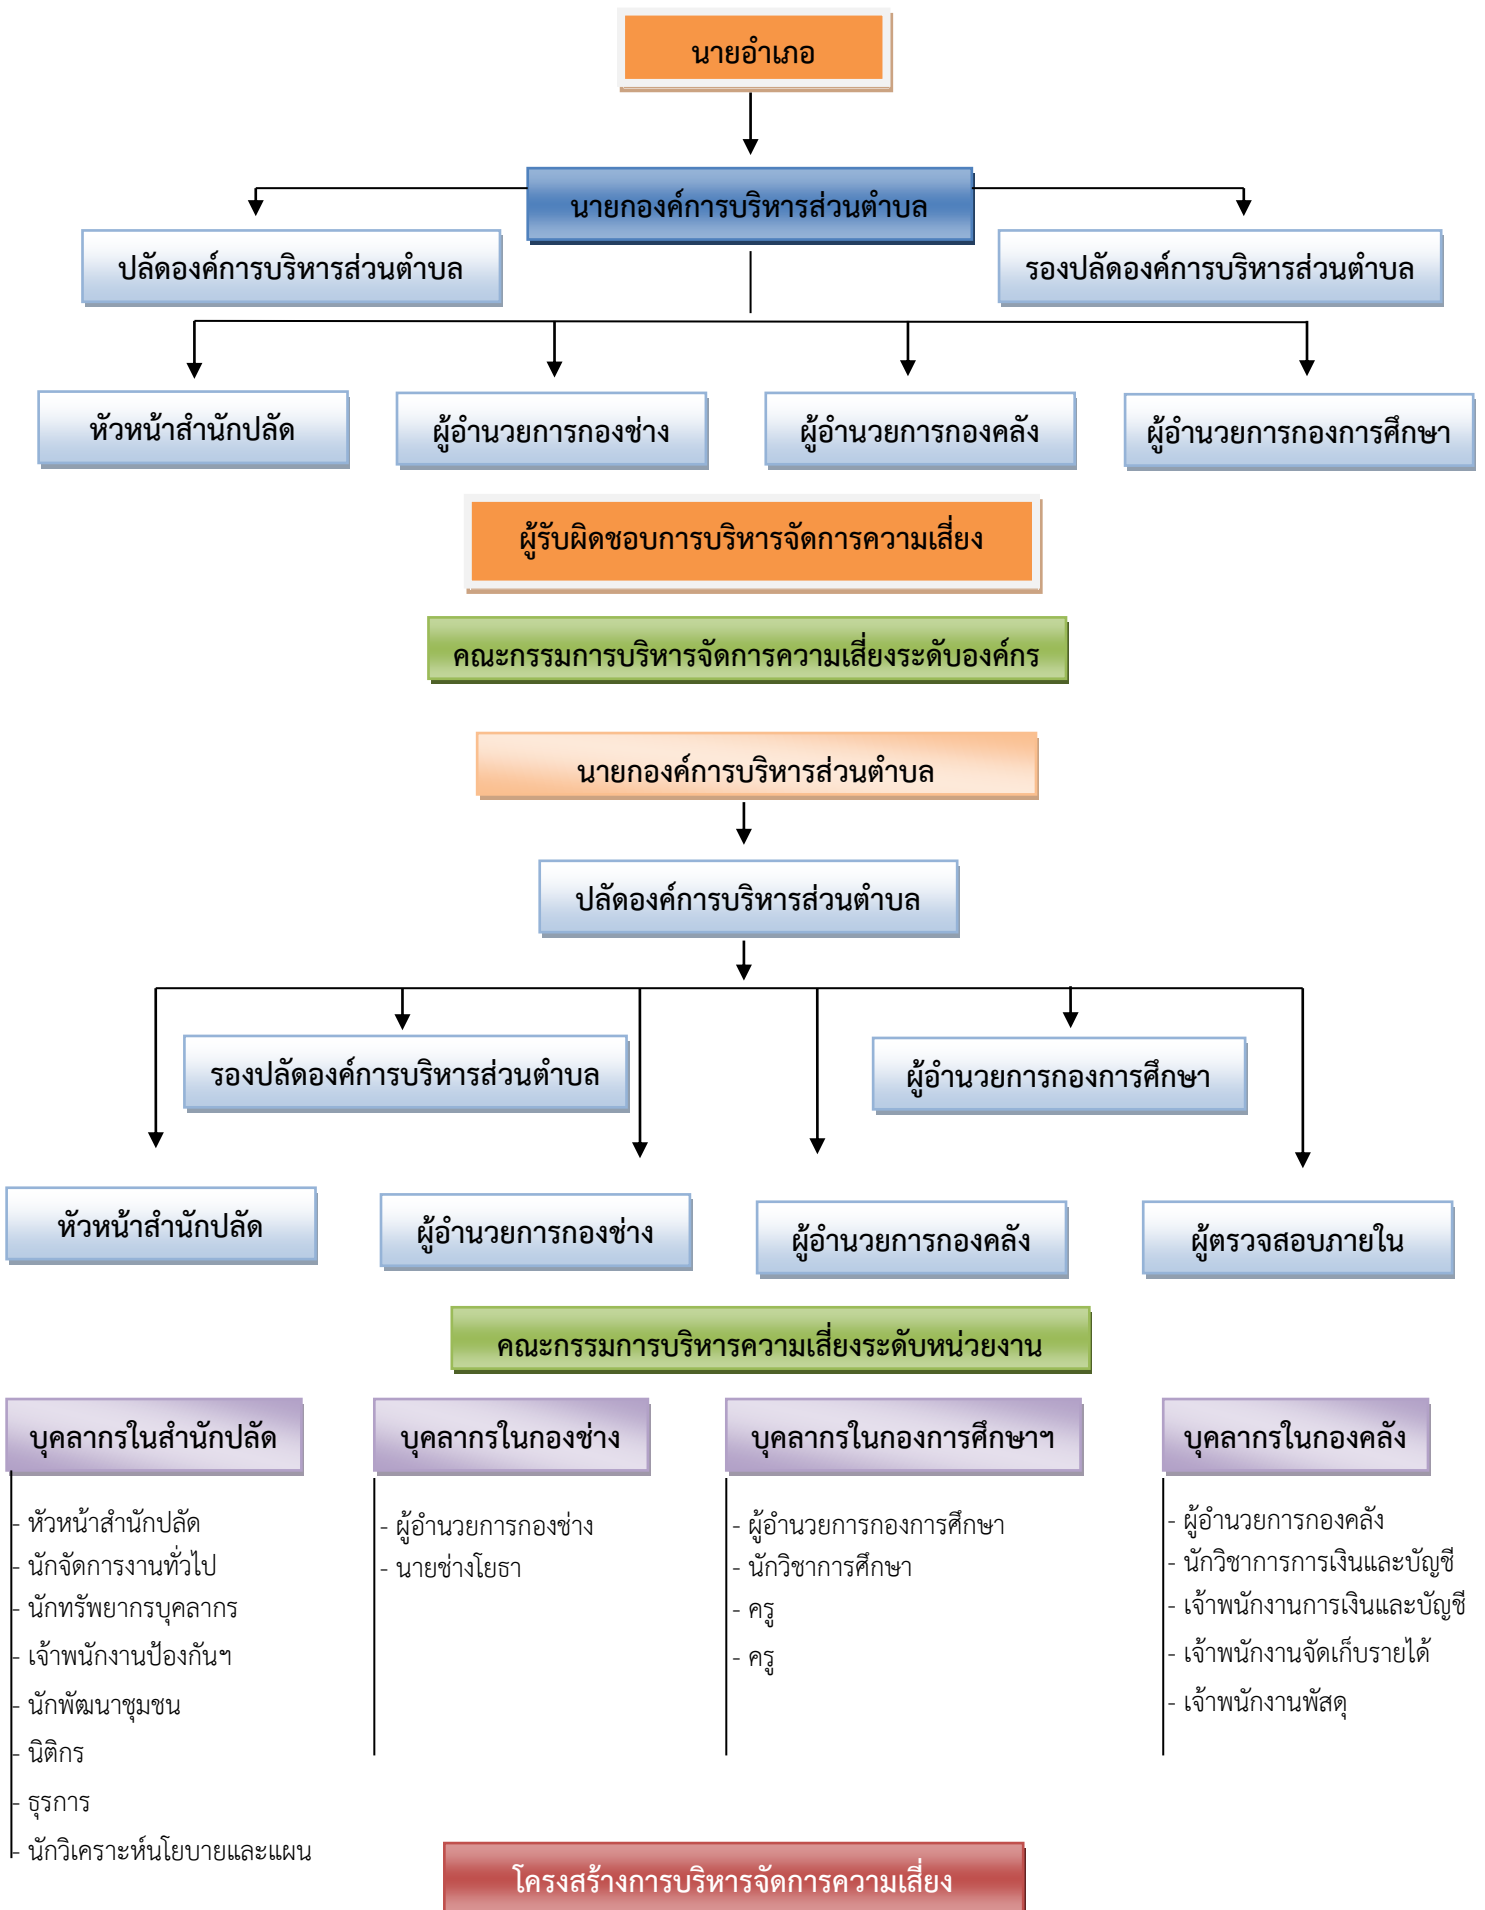 นายอำเภอ
นายกองค์การบริหารส่วนตำบล
ปลัดองค์การบริหารส่วนตำบล
รองปลัดองค์การบริหารส่วนตำบล
หัวหน้าสำนักปลัด
ผู้อำนวยการกองช่าง
ผู้อำนวยการกองคลัง
ผู้อำนวยการกองการศึกษา
ผู้รับผิดชอบการบริหารจัดการความเสี่ยง
คณะกรรมการบริหารจัดการความเสี่ยงระดับองค์กร
นายกองค์การบริหารส่วนตำบล
ปลัดองค์การบริหารส่วนตำบล
รองปลัดองค์การบริหารส่วนตำบล
ผู้อำนวยการกองการศึกษา
หัวหน้าสำนักปลัด
ผู้อำนวยการกองช่าง
ผู้อำนวยการกองคลัง
ผู้ตรวจสอบภายใน
คณะกรรมการบริหารความเสี่ยงระดับหน่วยงาน
บุคลากรในสำนักปลัด
- หัวหน้าสำนักปลัด
- นักจัดการงานทั่วไป
- นักทรัพยากรบุคลากร
- เจ้าพนักงานป้องกันฯ
- นักพัฒนาชุมชน
- นิติกร
- ธุรการ
- นักวิเคราะห์นโยบายและแผน
บุคลากรในกองช่าง
- ผู้อำนวยการกองช่าง
- นายช่างโยธา
บุคลากรในกองการศึกษาฯ
- ผู้อำนวยการกองการศึกษา
- นักวิชาการศึกษา
- ครู
- ครู
บุคลากรในกองคลัง
- ผู้อำนวยการกองคลัง
- นักวิชาการการเงินและบัญชี
- เจ้าพนักงานการเงินและบัญชี
- เจ้าพนักงานจัดเก็บรายได้
- เจ้าพนักงานพัสดุ
โครงสร้างการบริหารจัดการความเสี่ยง